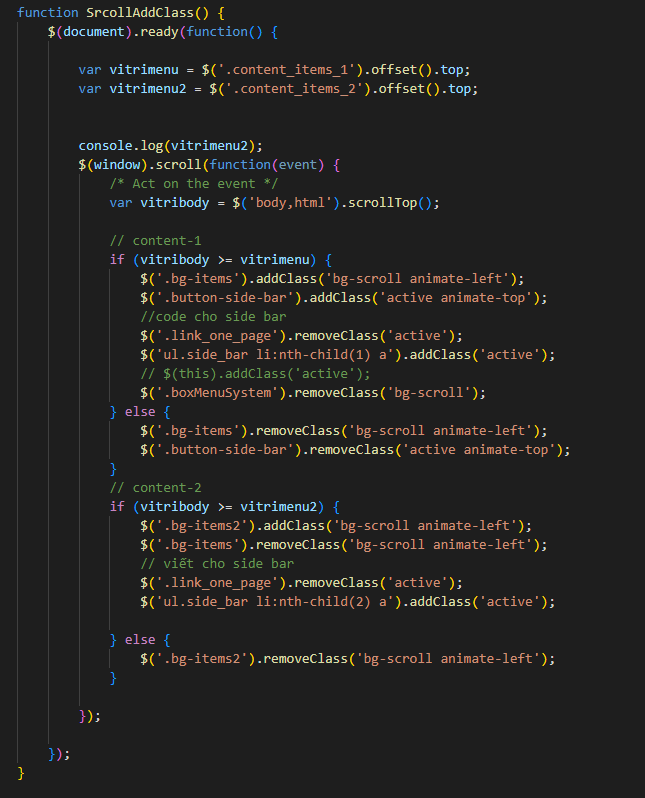 function SrcollAddClass() {
$(document).ready(function() {
var vitrimenu = $('.content_items_1').offset().top;
var vitrimenu2 = $('.content_items_2').offset().top;
console.log(vitrimenu2);
$(window).scroll(function(event) {
/* Act on the event */
var vitribody = $('body,html').scrollTop();
// content-1
if (vitribody >= vitrimenu) {
$('.bg-items').addClass('bg-scroll animate-left');
$('.button-side-bar').addClass('active animate-top');
//code cho side bar
$('.link_one_page').removeClass('active');
$('ul.side_bar li:nth-child(1) a').addClass('active');
// $(this).addClass('active');
$('.boxMenuSystem').removeClass('bg-scroll');
} else {
$('.bg-items').removeClass('bg-scroll animate-left');
$('.button-side-bar').removeClass('active animate-top');
}
// content-2
if (vitribody >= vitrimenu2) {
$('.bg-items2').addClass('bg-scroll animate-left');
$('.bg-items').removeClass('bg-scroll animate-left');
// viết cho side bar
$('.link_one_page').removeClass('active');
$('ul.side_bar li:nth-child(2) a').addClass('active');
} else {
$('.bg-items2').removeClass('bg-scroll animate-left');
}
});
});
}